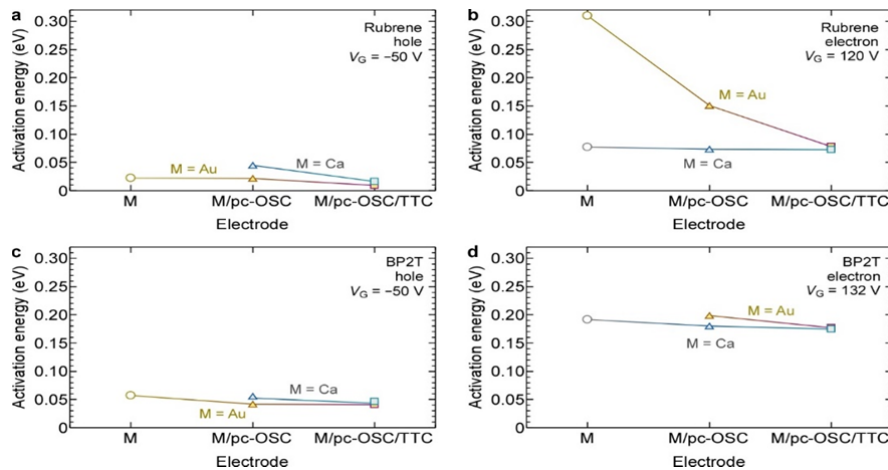 a
Activation energy (eV)
0.30
0.25
0.20
0.15
0.10
0.05
0
Rubrene
hole
V_G = −50 V
M = Au
M = Ca
M
M/pc-OSC
M/pc-OSC/TTC
Electrode
b
Activation energy (eV)
0.30
0.25
0.20
0.15
0.10
0.05
0
Rubrene
electron
V_G = 120 V
M = Au
M = Ca
M
M/pc-OSC
M/pc-OSC/TTC
Electrode
c
Activation energy (eV)
0.30
0.25
0.20
0.15
0.10
0.05
0
BP2T
hole
V_G = −50 V
M = Ca
M = Au
M
M/pc-OSC
M/pc-OSC/TTC
Electrode
d
Activation energy (eV)
0.30
0.25
0.20
0.15
0.10
0.05
0
BP2T
electron
V_G = 132 V
M = Au
M = Ca
M
M/pc-OSC
M/pc-OSC/TTC
Electrode